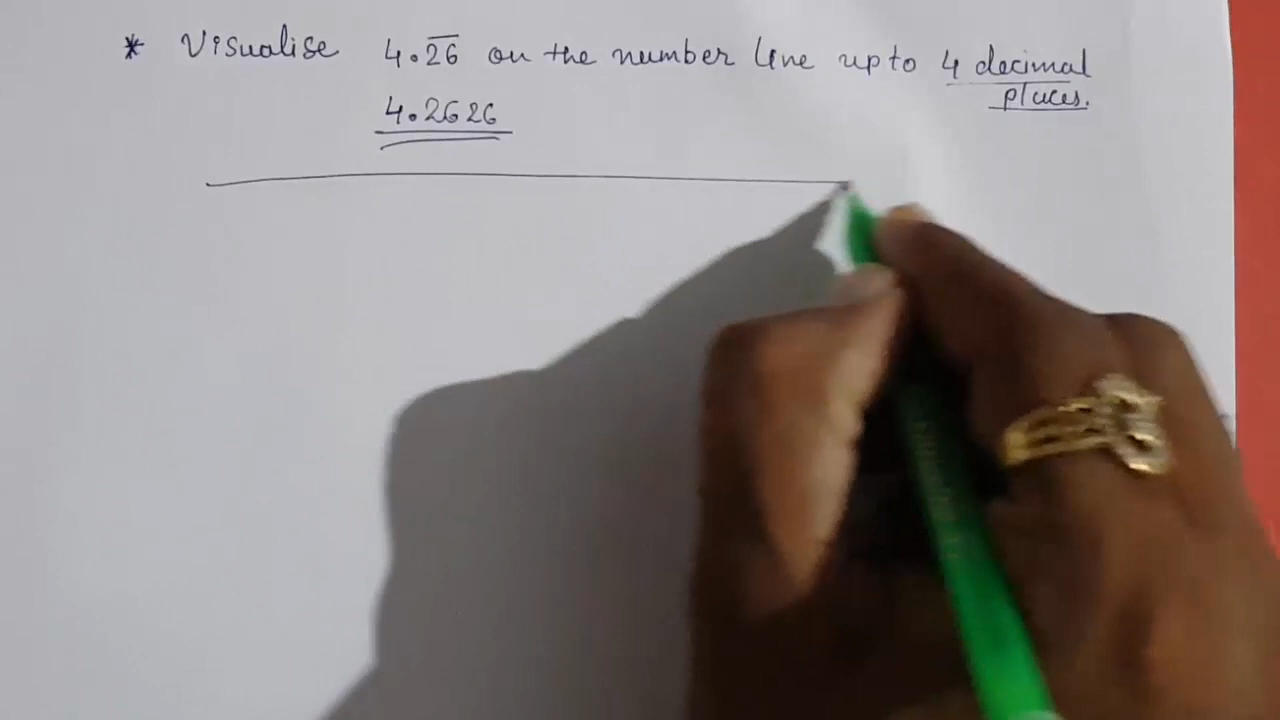 * Visualise 4.2̅6̅ on the number line upto 4 decimal
places.
4.2626